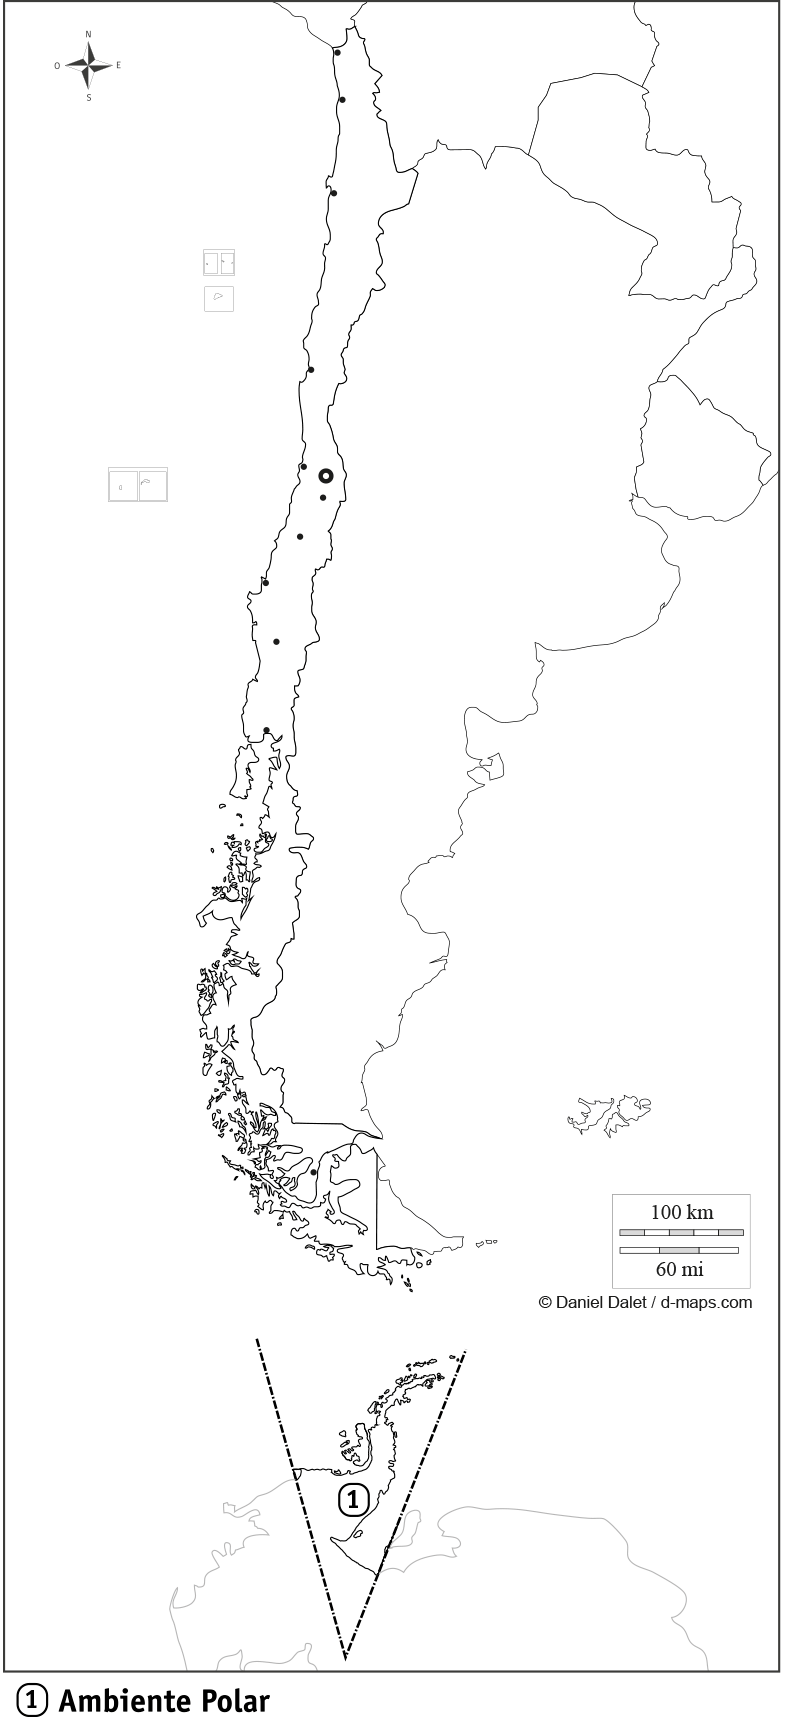 N
O E
S
100 km
60 mi
© Daniel Dalet / d-maps.com
1
1 Ambiente Polar